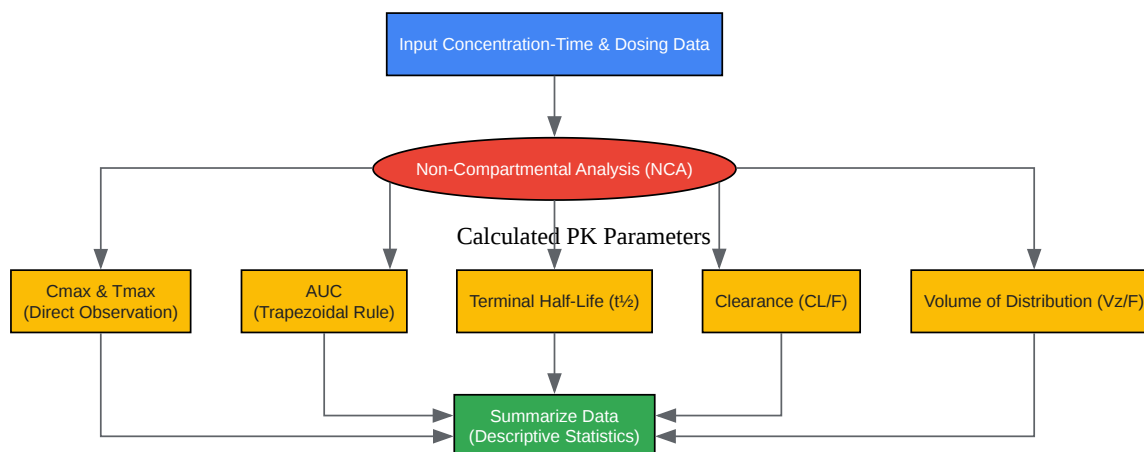 Input Concentration-Time & Dosing Data
Non-Compartmental Analysis (NCA)
Calculated PK Parameters
Cmax & Tmax
(Direct Observation)
AUC
(Trapezoidal Rule)
Terminal Half-Life (t½)
Clearance (CL/F)
Volume of Distribution (Vz/F)
Summarize Data
(Descriptive Statistics)